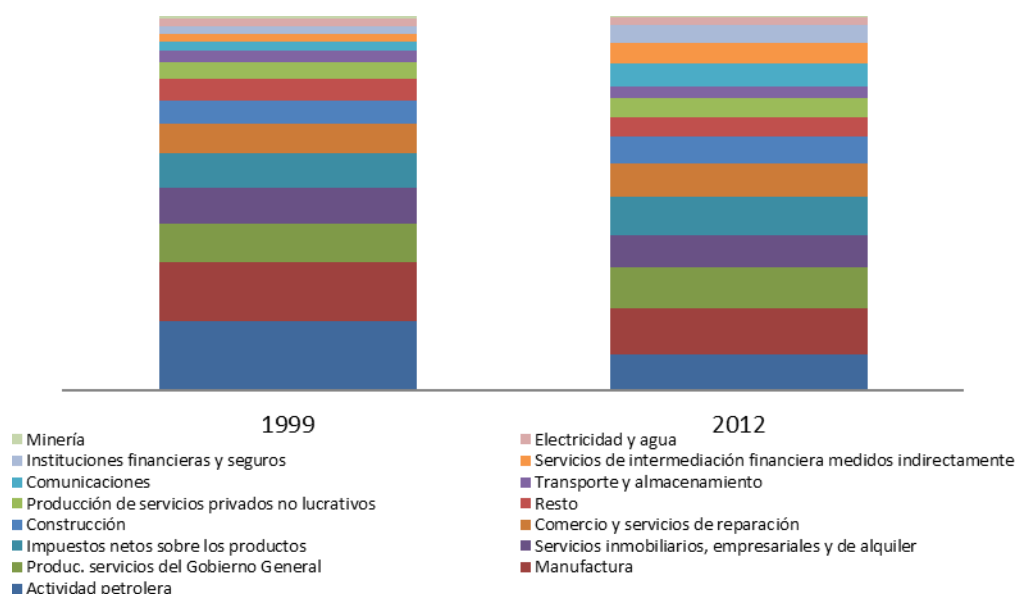 1999 2012
Minería Electricidad y agua
Instituciones financieras y seguros Servicios de intermediación financiera medidos indirectamente
Comunicaciones Transporte y almacenamiento
Producción de servicios privados no lucrativos Resto
Construcción Comercio y servicios de reparación
Impuestos netos sobre los productos Servicios inmobiliarios, empresariales y de alquiler
Produc. servicios del Gobierno General Manufactura
Actividad petrolera